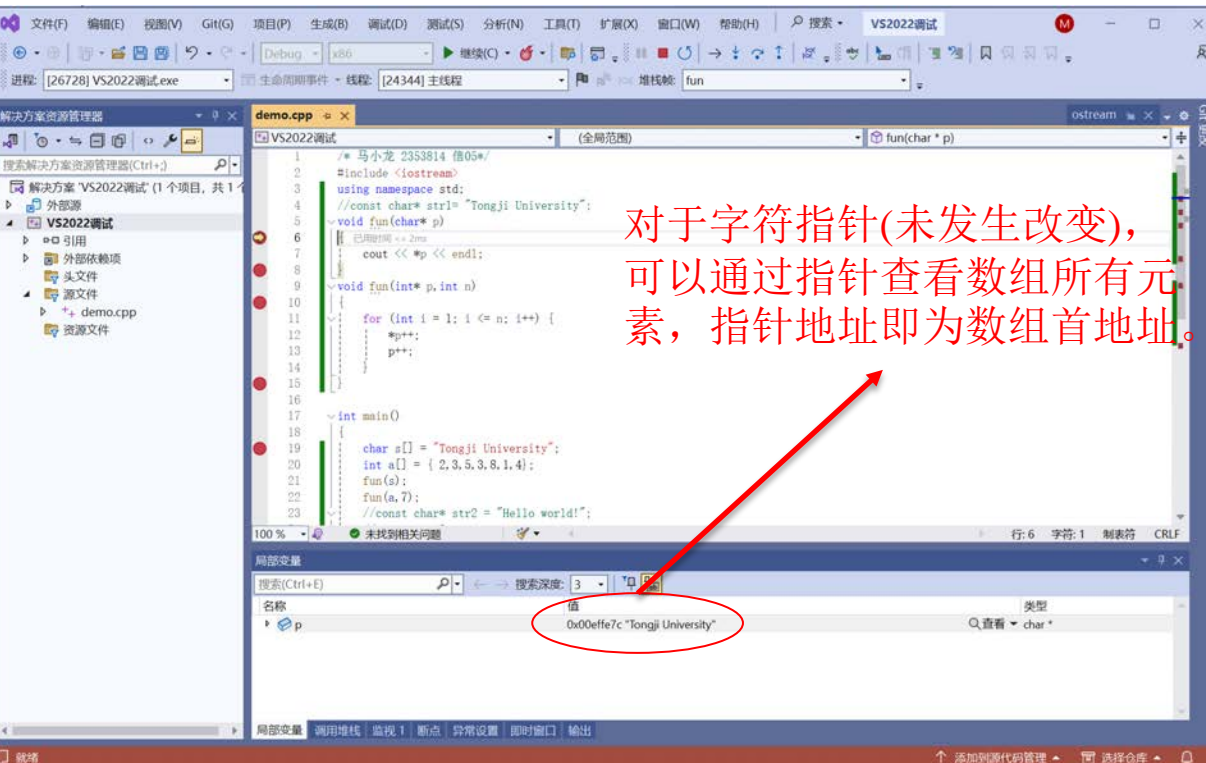 文件(F) 编辑(E) 视图(V) Git(G) 项目(P) 生成(B) 调试(D) 测试(S) 分析(N) 工具(T) 扩展(X) 窗口(W) 帮助(H) 搜索 VS2022调试 M
Debug x86 继续(C)
进程: [26728] VS2022调试.exe 生命周期事件 线程: [24344] 主线程 堆栈帧: fun
解决方案资源管理器
搜索解决方案资源管理器(Ctrl+;)
解决方案 'VS2022调试' (1 个项目, 共 1 个
外部源
VS2022调试
引用
外部依赖项
头文件
源文件
demo.cpp
资源文件
demo.cpp ostream
VS2022调试 (全局范围) fun(char * p)
1 /* 马小龙 2353814 信05*/
2 #include <iostream>
3 using namespace std;
4 //const char* str1= "Tongji University";
5 void fun(char* p)
6 { 已用时间 <= 2ms
7 cout << *p << endl;
8 }
9 void fun(int* p,int n)
10 {
11 for (int i = 1; i <= n; i++) {
12 *p++;
13 p++;
14 }
15 }
16
17 int main()
18 {
19 char s[] = "Tongji University";
20 int a[] = { 2,3,5,3,8,1,4};
21 fun(s);
22 fun(a,7);
23 //const char* str2 = "Hello world!";
对于字符指针(未发生改变),
可以通过指针查看数组所有元
素，指针地址即为数组首地址。
100 % 未找到相关问题 行: 6 字符: 1 制表符 CRLF
局部变量
搜索(Ctrl+E) 搜索深度: 3
名称 值 类型
p 0x00effe7c "Tongji University" 查看 char *
局部变量 调用堆栈 监视 1 断点 异常设置 即时窗口 输出
就绪 添加到源代码管理 选择仓库